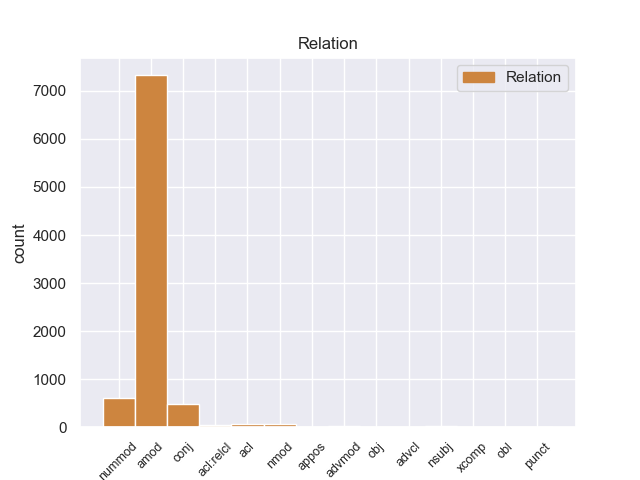 Relation
Relation
7000
6000
5000
4000
3000
2000
1000
0
count
nummod
amod
conj
acl:relcl
acl
nmod
appos
advmod
obj
advcl
nsubj
xcomp
obl
punct